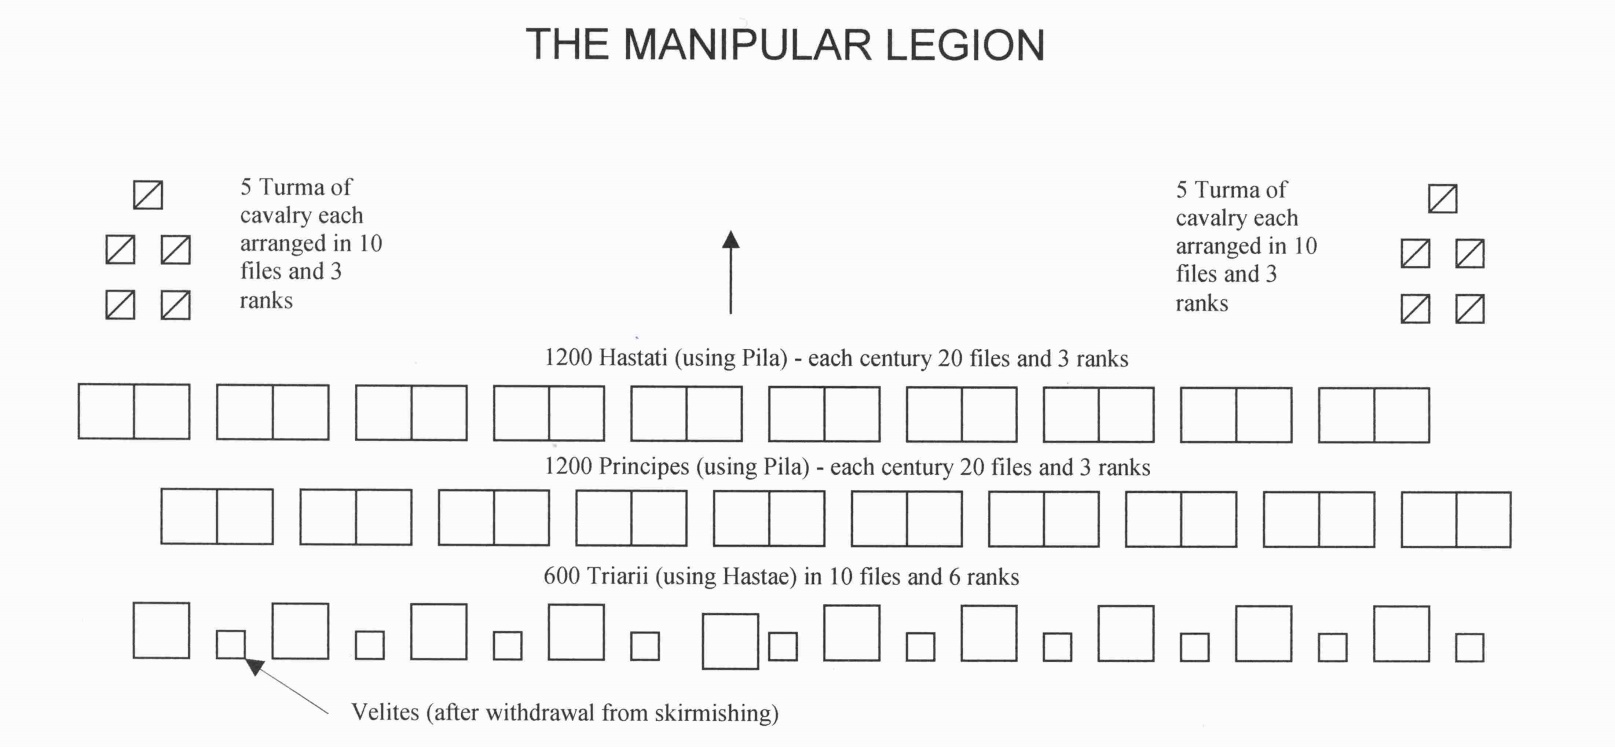 THE MANIPULAR LEGION
5 Turma of
cavalry each
arranged in 10
files and 3
ranks
5 Turma of
cavalry each
arranged in 10
files and 3
ranks
1200 Hastati (using Pila) - each century 20 files and 3 ranks
1200 Principes (using Pila) - each century 20 files and 3 ranks
600 Triarii (using Hastae) in 10 files and 6 ranks
Velites (after withdrawal from skirmishing)